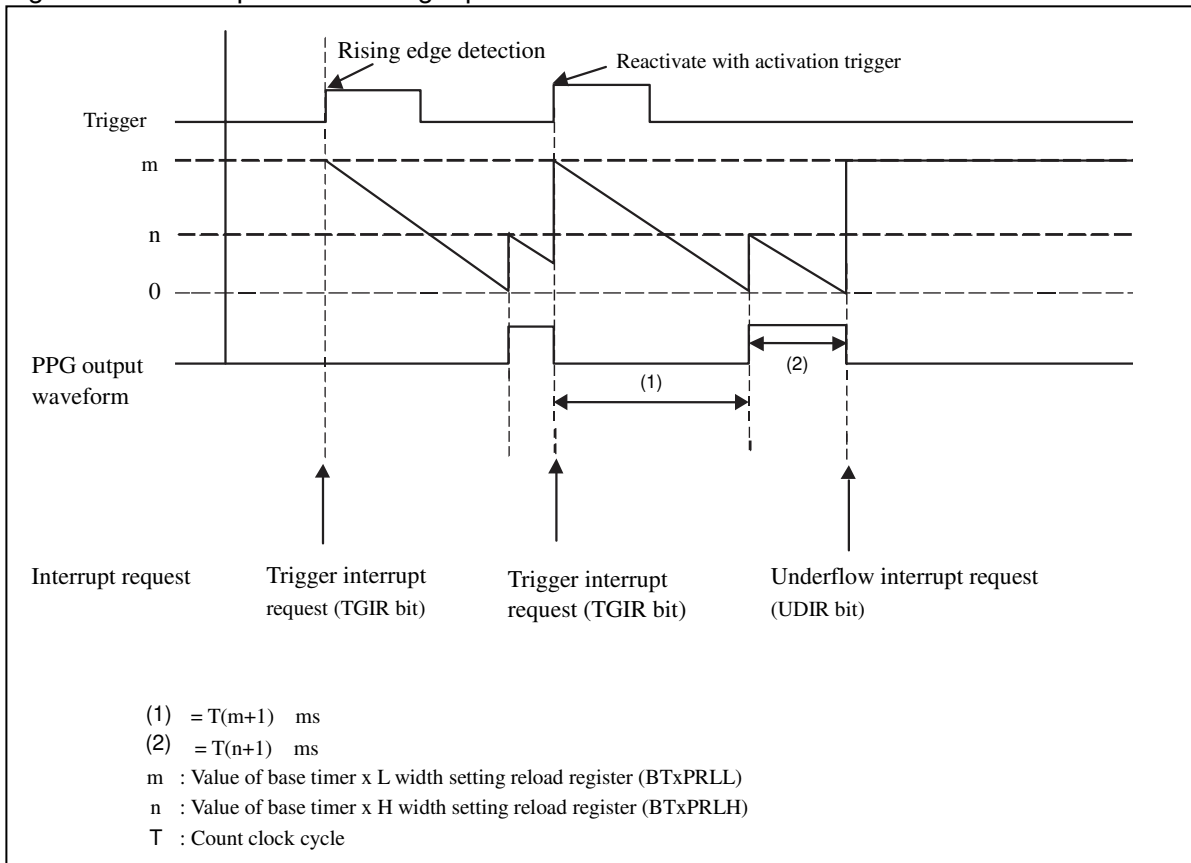 Rising edge detection
Reactivate with activation trigger
Trigger
m
n
0
PPG output
waveform
(1)
(2)
Interrupt request
Trigger interrupt
request (TGIR bit)
Trigger interrupt
request (TGIR bit)
Underflow interrupt request
(UDIR bit)
(1) = T(m+1) ms
(2) = T(n+1) ms
m : Value of base timer x L width setting reload register (BTxPRLL)
n : Value of base timer x H width setting reload register (BTxPRLH)
T : Count clock cycle